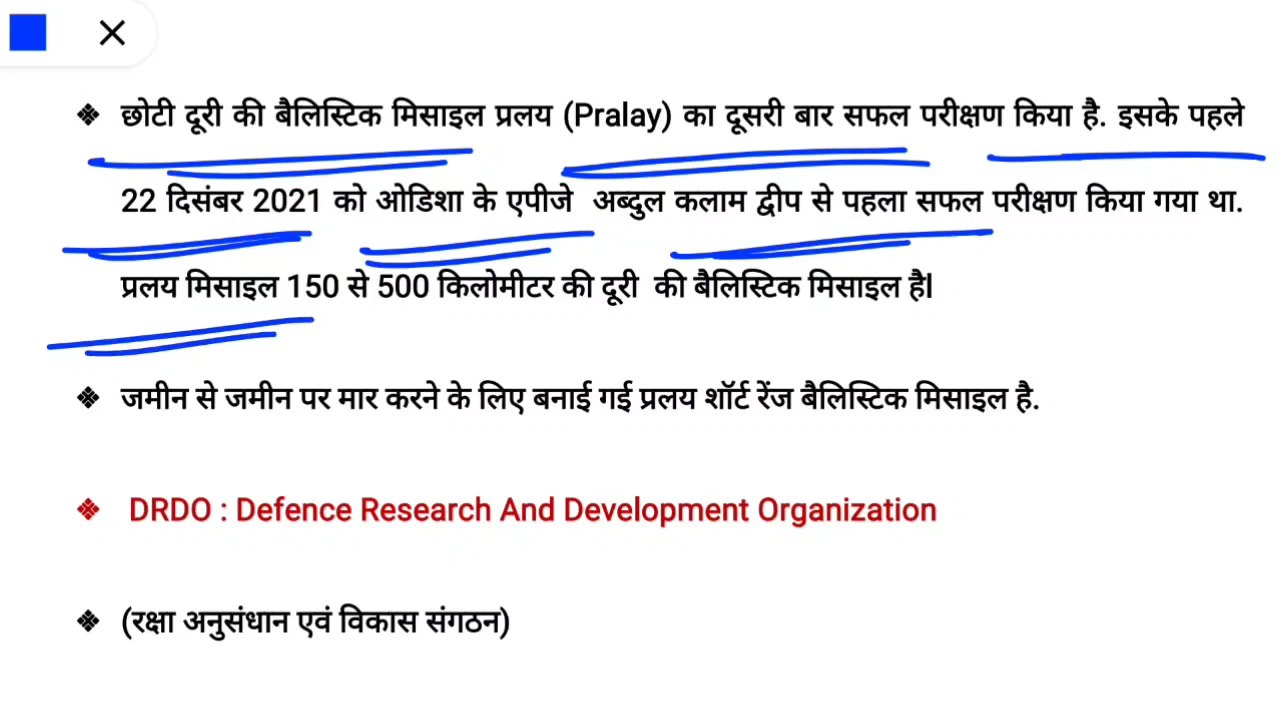 ❖ छोटी दूरी की बैलिस्टिक मिसाइल प्रलय (Pralay) का दूसरी बार सफल परीक्षण किया है. इसके पहले
22 दिसंबर 2021 को ओडिशा के एपीजे अब्दुल कलाम द्वीप से पहला सफल परीक्षण किया गया था.
प्रलय मिसाइल 150 से 500 किलोमीटर की दूरी की बैलिस्टिक मिसाइल है।
❖ जमीन से जमीन पर मार करने के लिए बनाई गई प्रलय शॉर्ट रेंज बैलिस्टिक मिसाइल है.
❖ DRDO : Defence Research And Development Organization
❖ (रक्षा अनुसंधान एवं विकास संगठन)